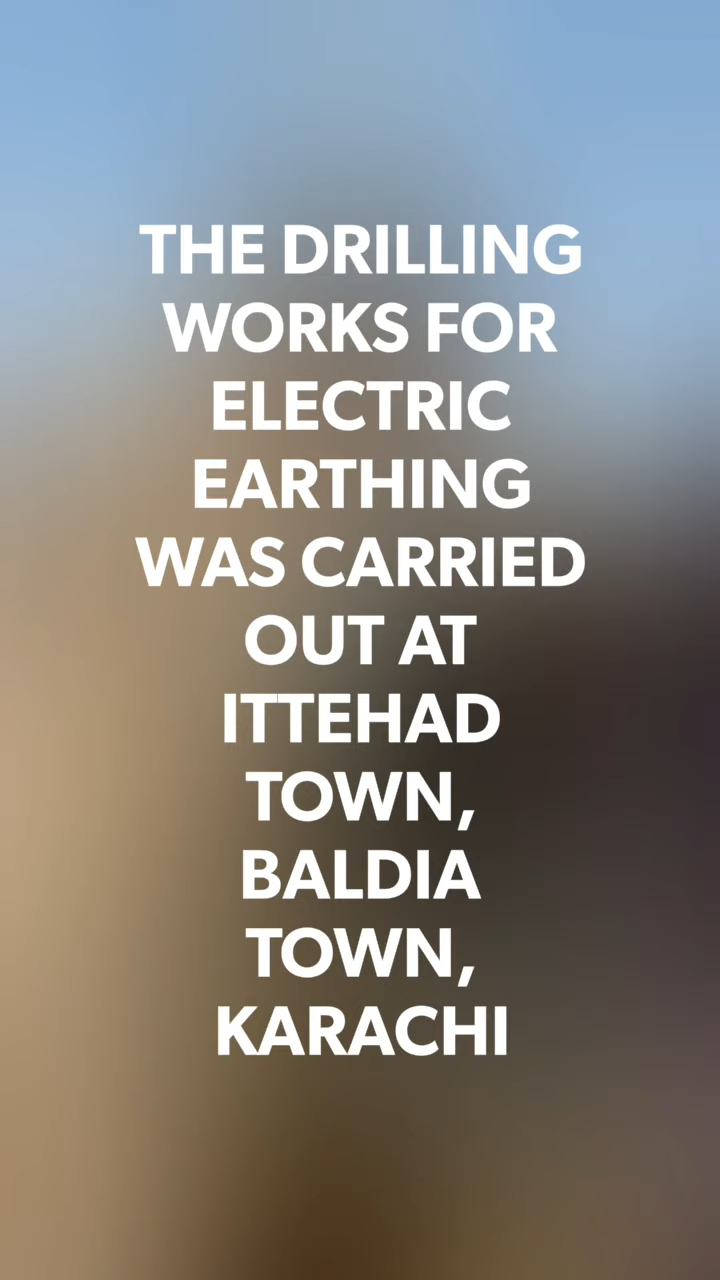 THE DRILLING
WORKS FOR
ELECTRIC
EARTHING
WAS CARRIED
OUT AT
ITTEHAD
TOWN,
BALDIA
TOWN,
KARACHI